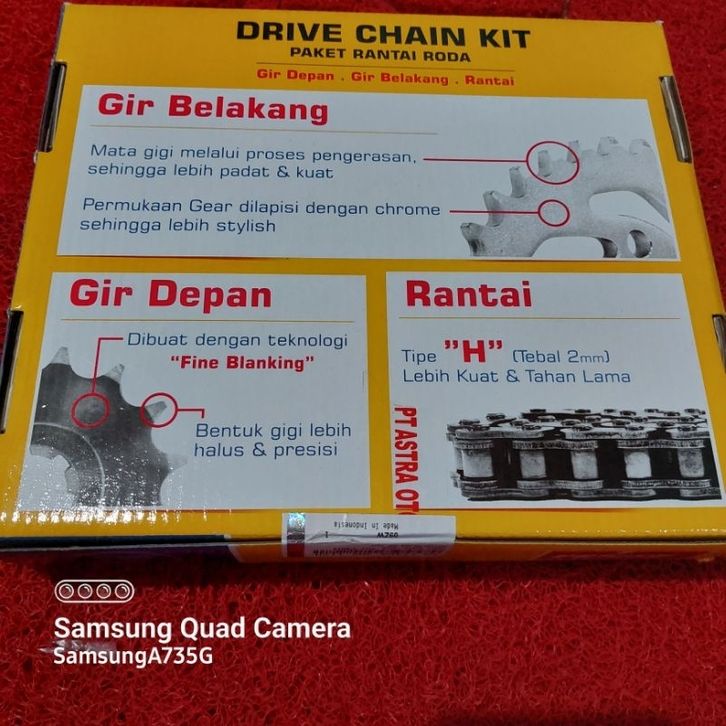 DRIVE CHAIN KIT
PAKET RANTAI RODA
Gir Depan . Gir Belakang . Rantai
Gir Belakang
Mata gigi melalui proses pengerasan,
sehingga lebih padat & kuat
Permukaan Gear dilapisi dengan chrome
sehingga lebih stylish
Gir Depan
Dibuat dengan teknologi
"Fine Blanking"
Bentuk gigi lebih
halus & presisi
Rantai
Tipe "H" (Tebal 2mm)
Lebih Kuat & Tahan Lama
PT ASTRA OTO
Made in Indonesia
Samsung Quad Camera
SamsungA735G